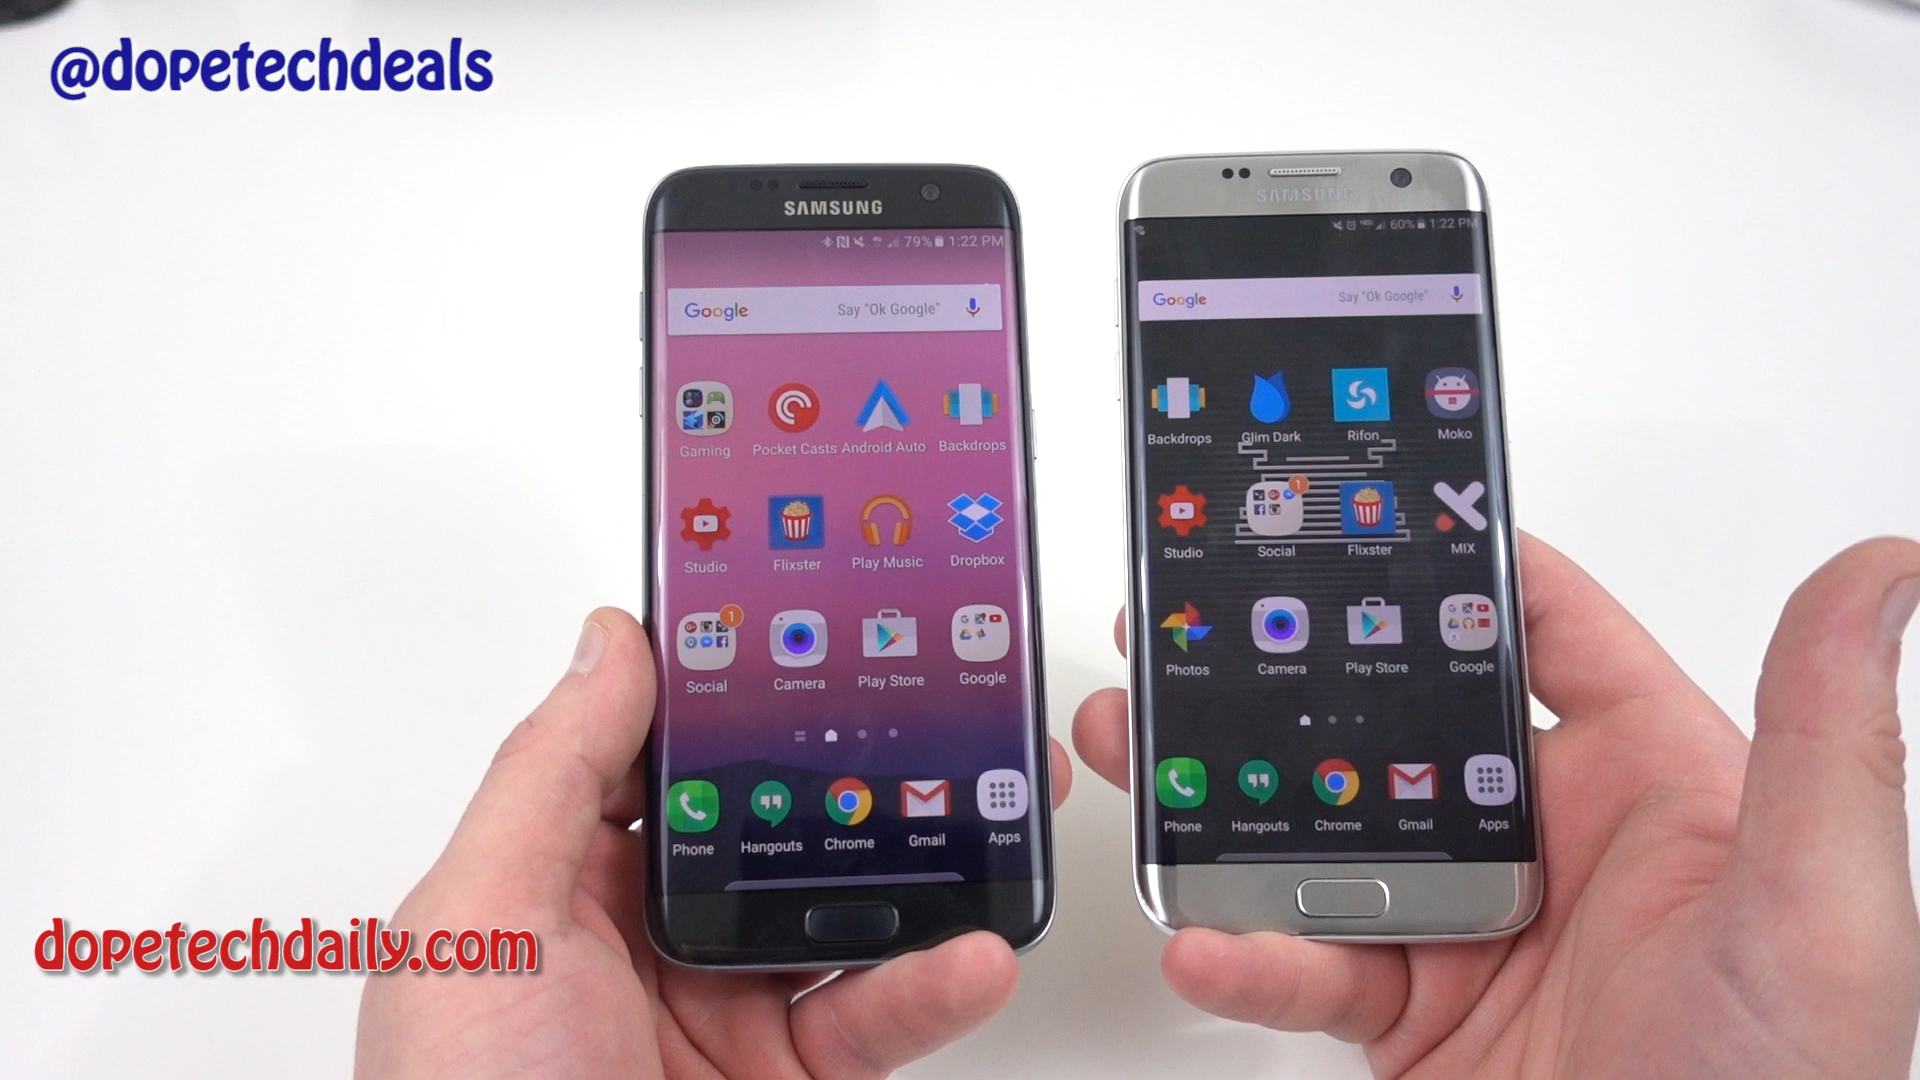 @dopetechdeals
SAMSUNG
79% 1:22 PM
Google Say "Ok Google"
Gaming Pocket Casts Android Auto Backdrops
Studio Flixster Play Music Dropbox
1
Social Camera Play Store Google
Phone Hangouts Chrome Gmail Apps
SAMSUNG
60% 1:22 PM
Google Say "Ok Google"
Backdrops Glim Dark Rifon Moko
1
Studio Social Flixster MIX
Photos Camera Play Store Google
Phone Hangouts Chrome Gmail Apps
dopetechdaily.com